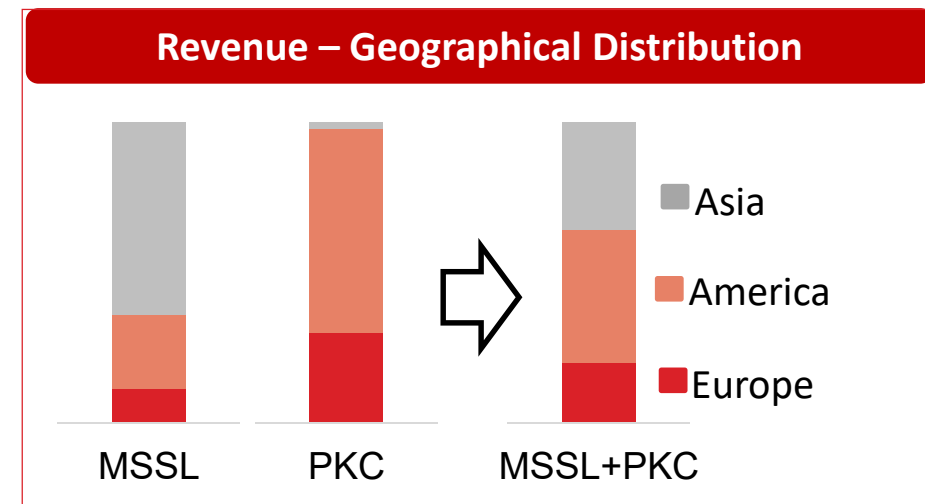 Revenue – Geographical Distribution
Asia
America
Europe
MSSL
PKC
MSSL+PKC